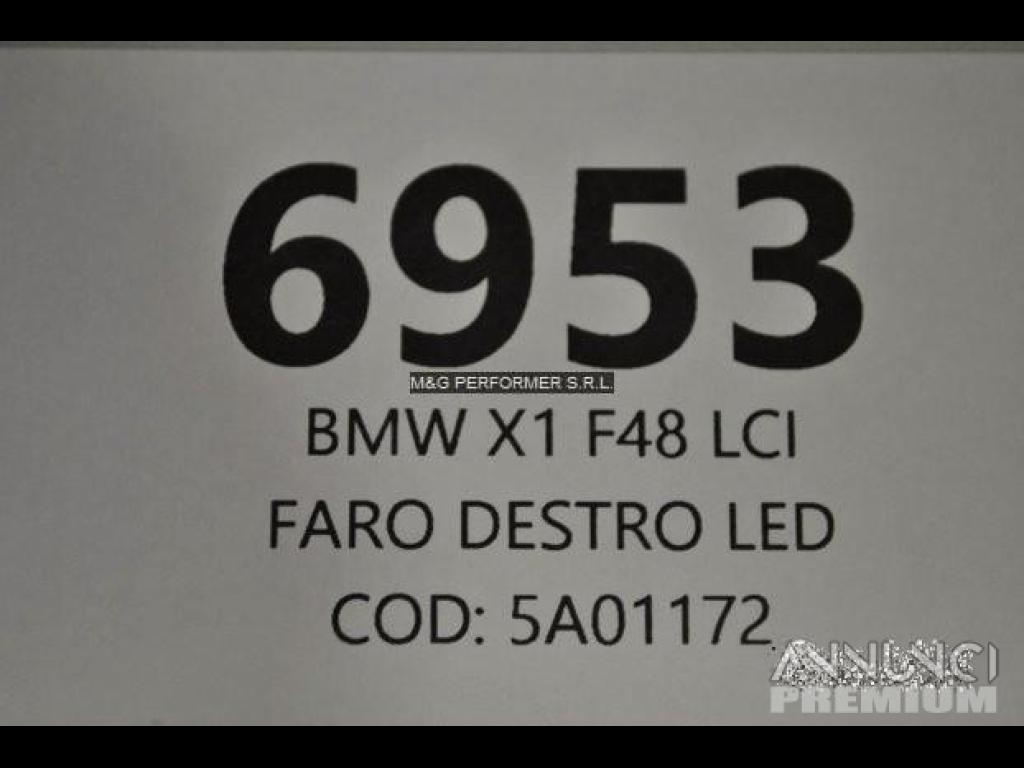 6953
M&G PERFORMER S.R.L.
BMW X1 F48 LCI
FARO DESTRO LED
COD: 5A01172
ANNUNCI
PREMIUM